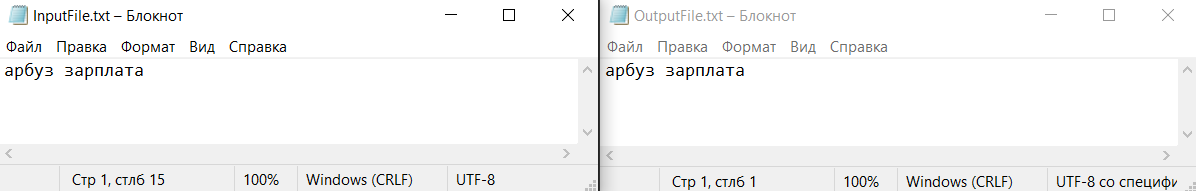 InputFile.txt – Блокнот
Файл Правка Формат Вид Справка
арбуз зарплата
Стр 1, стлб 15 100% Windows (CRLF) UTF-8
OutputFile.txt – Блокнот
Файл Правка Формат Вид Справка
арбуз зарплата
Стр 1, стлб 1 100% Windows (CRLF) UTF-8 со специфи